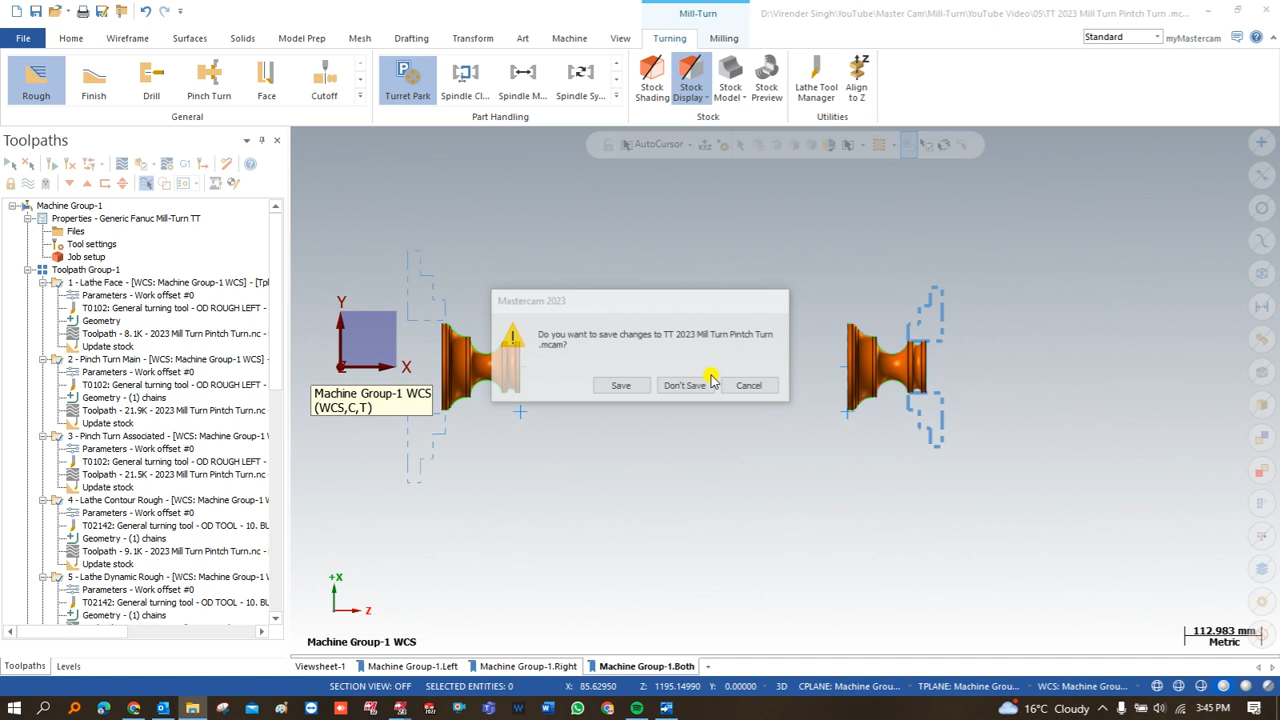 Mill-Turn
D:\Virender Singh\YouTube\Master Cam\Mill-Turn\YouTube Video\05\TT 2023 Mill Turn Pintch Turn .mc...
File Home Wireframe Surfaces Solids Model Prep Mesh Drafting Transform Art Machine View Turning Milling
Standard myMastercam
Rough Finish Drill Pinch Turn Face Cutoff
General
Turret Park Spindle Cl... Spindle M... Spindle Sy...
Part Handling
Stock Shading Stock Display Stock Model Stock Preview
Stock
Lathe Tool Manager Align to Z
Utilities
Toolpaths
AutoCursor
G1
Machine Group-1
Properties - Generic Fanuc Mill-Turn TT
Files
Tool settings
Job setup
Toolpath Group-1
1 - Lathe Face - [WCS: Machine Group-1 WCS] - [Tpl
Parameters - Work offset #0
T0102: General turning tool - OD ROUGH LEFT -
Geometry
Toolpath - 8.1K - 2023 Mill Turn Pintch Turn.nc -
Update stock
2 - Pinch Turn Main - [WCS: Machine Group-1 WCS]
Parameters - Work offset #0
T0102: General turning tool - OD ROUGH LEFT -
Geometry - (1) chains
Toolpath - 21.9K - 2023 Mill Turn Pintch Turn.nc
Update stock
3 - Pinch Turn Associated - [WCS: Machine Group-1
Parameters - Work offset #0
T0102: General turning tool - OD ROUGH LEFT -
Toolpath - 21.5K - 2023 Mill Turn Pintch Turn.nc
Update stock
4 - Lathe Contour Rough - [WCS: Machine Group-1
Parameters - Work offset #0
T02142: General turning tool - OD TOOL - 10. BU
Geometry - (1) chains
Toolpath - 9.1K - 2023 Mill Turn Pintch Turn.nc -
Update stock
5 - Lathe Dynamic Rough - [WCS: Machine Group-1
Parameters - Work offset #0
T02142: General turning tool - OD TOOL - 10. BU
Geometry - (1) chains
Y
X
Z
Machine Group-1 WCS
(WCS,C,T)
Mastercam 2023
Do you want to save changes to TT 2023 Mill Turn Pintch Turn
.mcam?
Save Don't Save Cancel
+X
Z
Machine Group-1 WCS
112.983 mm
Metric
Toolpaths Levels
Viewsheet-1 Machine Group-1.Left Machine Group-1.Right Machine Group-1.Both +
SECTION VIEW: OFF SELECTED ENTITIES: 0 X: 85.62950 Z: 1195.14990 Y: 0.00000 3D CPLANE: Machine Grou... TPLANE: Machine Grou... WCS: Machine Grou...
16°C Cloudy 3:45 PM